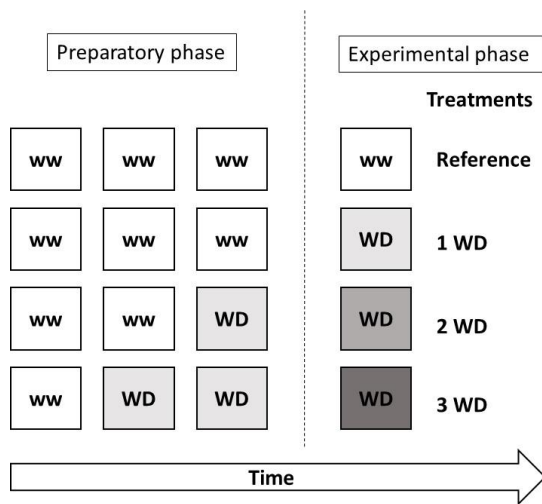 Preparatory phase
Experimental phase
Treatments
ww ww ww ww Reference
ww ww ww WD 1 WD
ww ww WD WD 2 WD
ww WD WD WD 3 WD
Time